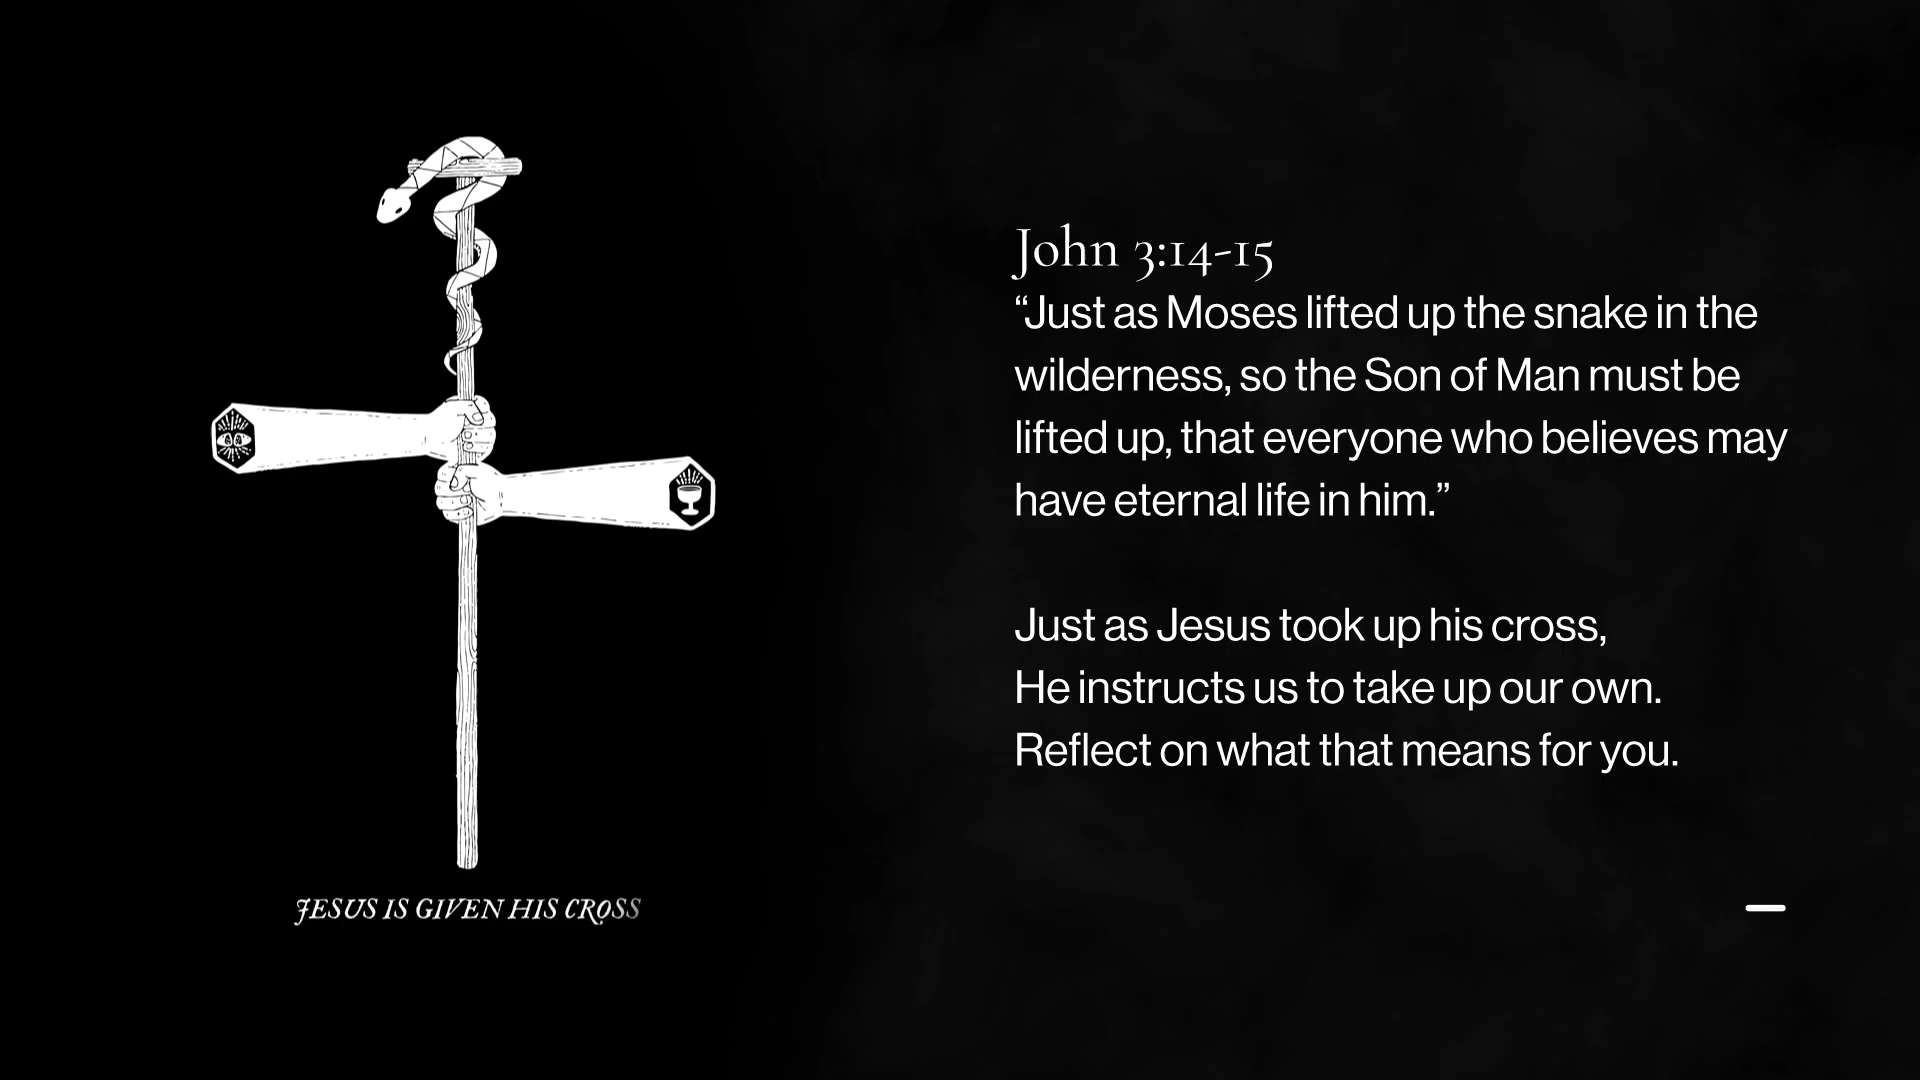 John 3:14-15
“Just as Moses lifted up the snake in the
wilderness, so the Son of Man must be
lifted up, that everyone who believes may
have eternal life in him.”
Just as Jesus took up his cross,
He instructs us to take up our own.
Reflect on what that means for you.
JESUS IS GIVEN HIS CROSS